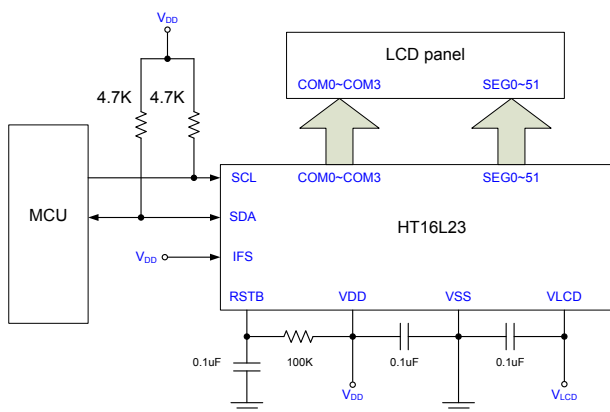 VDD
LCD panel
COM0~COM3 SEG0~51
4.7K 4.7K
MCU
SCL COM0~COM3 SEG0~51
SDA
HT16L23
VDD IFS
RSTB VDD VSS VLCD
0.1uF 100K 0.1uF 0.1uF
VDD VLCD